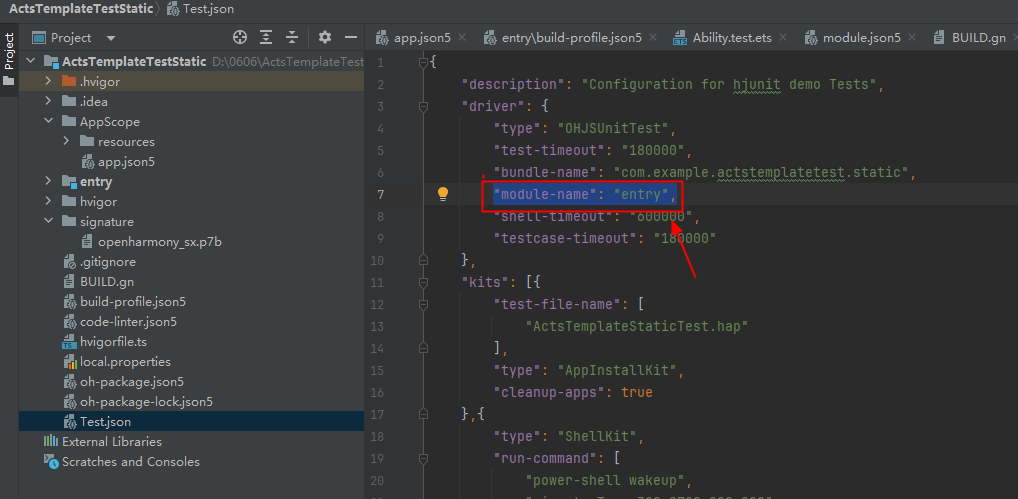 ActsTemplateTestStatic Test.json
Project
Project
app.json5
entry\build-profile.json5
Ability.test.ets
module.json5
BUILD.gn
ActsTemplateTestStatic D:\0606\ActsTemplateTest
.hvigor
.idea
AppScope
resources
app.json5
entry
hvigor
signature
openharmony_sx.p7b
.gitignore
BUILD.gn
build-profile.json5
code-linter.json5
hvigorfile.ts
local.properties
oh-package.json5
oh-package-lock.json5
Test.json
External Libraries
Scratches and Consoles
1 {
2 "description": "Configuration for hjunit demo Tests",
3 "driver": {
4 "type": "OHJSUnitTest",
5 "test-timeout": "180000",
6 "bundle-name": "com.example.actstemplatetest.static",
7 "module-name": "entry",
8 "shell-timeout": "600000",
9 "testcase-timeout": "180000"
10 },
11 "kits": [{
12 "test-file-name": [
13 "ActsTemplateStaticTest.hap"
14 ],
15 "type": "AppInstallKit",
16 "cleanup-apps": true
17 },{
18 "type": "ShellKit",
19 "run-command": [
20 "power-shell wakeup",